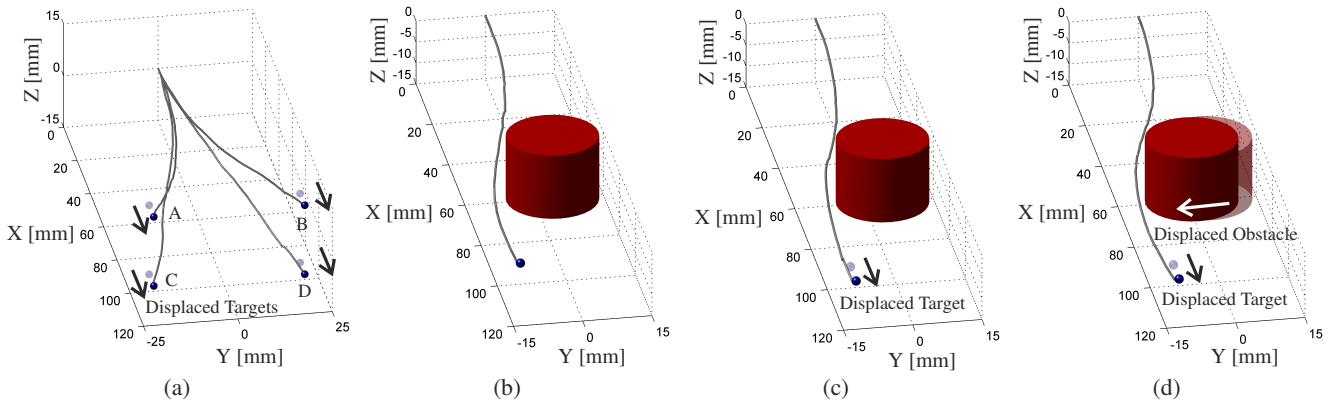 15
0
-15
Z [mm]
0
20
40
60
80
100
120
X [mm]
-25
0
25
Y [mm]
A
B
C
D
Displaced Targets
(a)
0
-5
-10
-15
Z [mm]
0
20
40
60
80
100
120
X [mm]
-15
0
15
Y [mm]
(b)
0
-5
-10
-15
Z [mm]
0
20
40
60
80
100
120
X [mm]
-15
0
15
Y [mm]
Displaced Target
(c)
0
-5
-10
-15
Z [mm]
0
20
40
60
80
100
120
X [mm]
-15
0
15
Y [mm]
Displaced Obstacle
Displaced Target
(d)